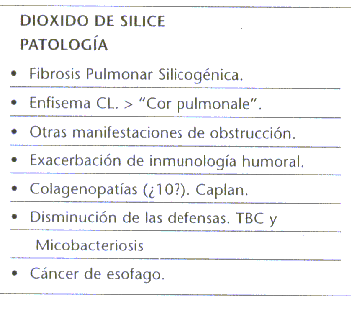 DIOXIDO DE SILICE
PATOLOGÍA
• Fibrosis Pulmonar Silicogénica.
• Enfisema CL. > "Cor pulmonale".
• Otras manifestaciones de obstrucción.
• Exacerbación de inmunología humoral.
• Colagenopatías (¿10?). Caplan.
• Disminución de las defensas. TBC y
Micobacteriosis
• Cáncer de esofago.